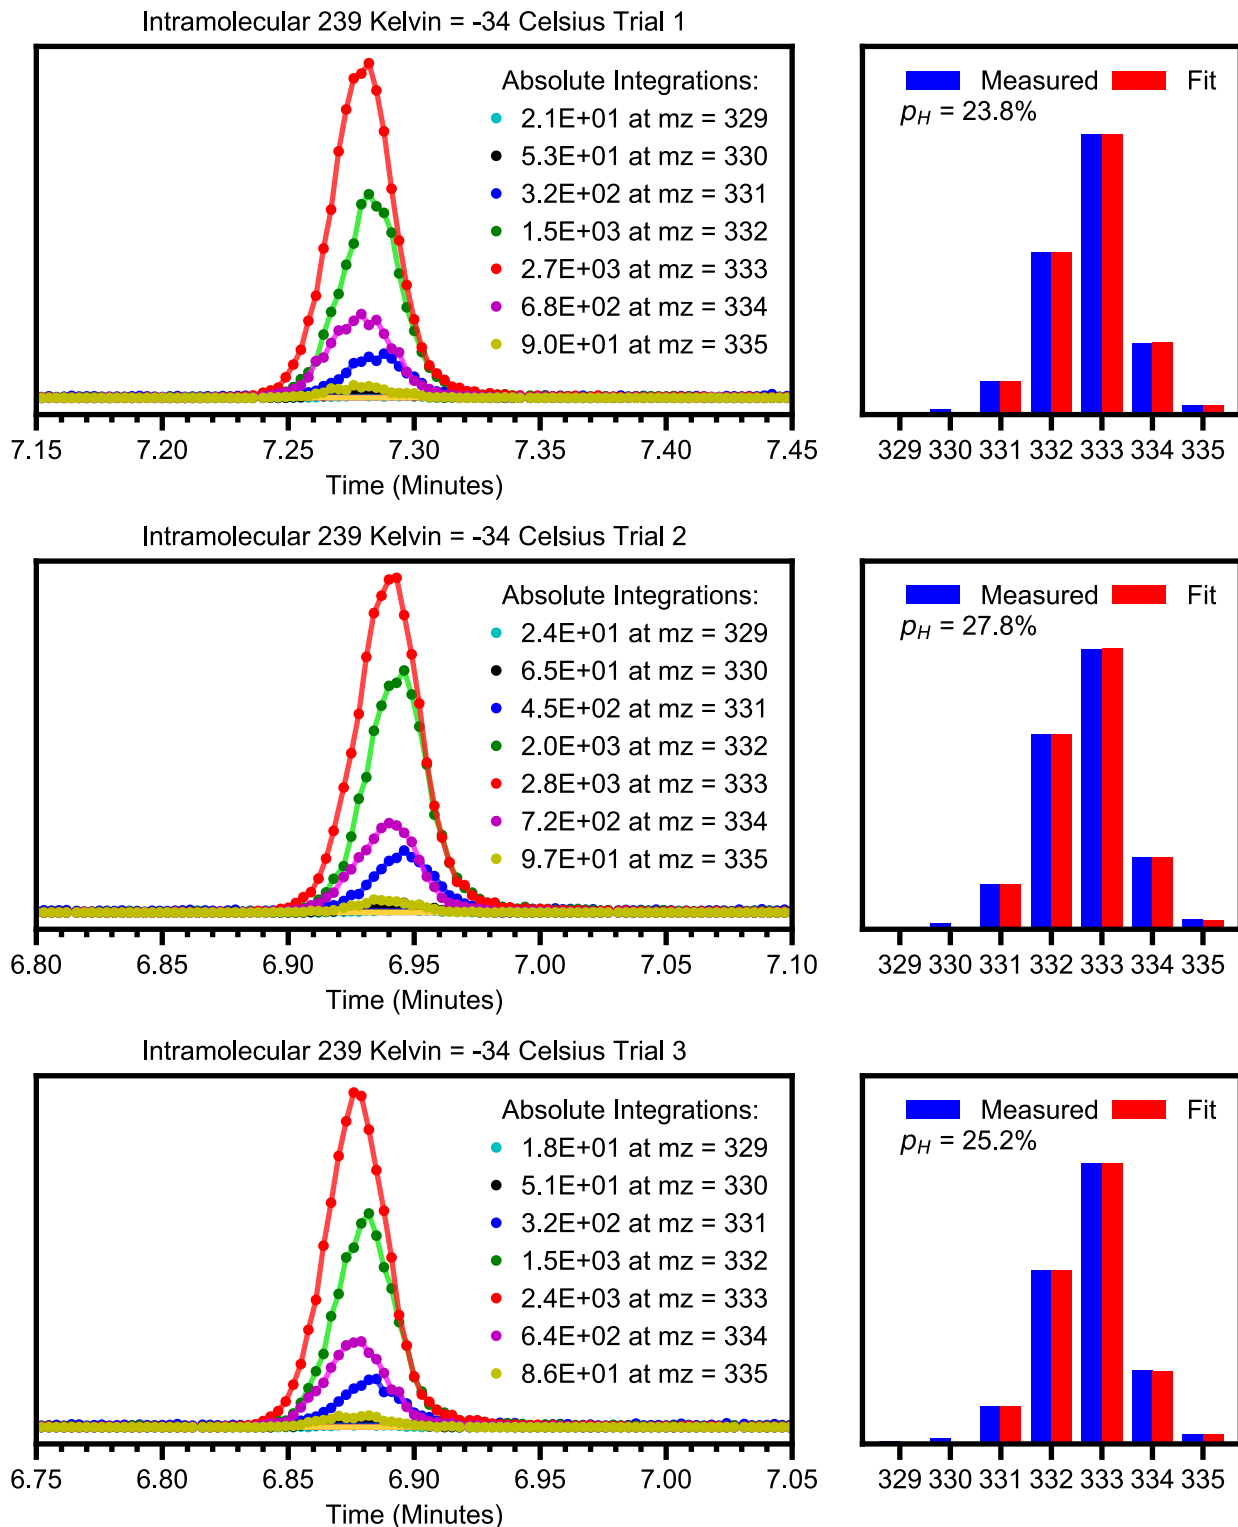 Intramolecular 239 Kelvin = -34 Celsius Trial 1
Absolute Integrations:
2.1E+01 at mz = 329
5.3E+01 at mz = 330
3.2E+02 at mz = 331
1.5E+03 at mz = 332
2.7E+03 at mz = 333
6.8E+02 at mz = 334
9.0E+01 at mz = 335
7.15 7.20 7.25 7.30 7.35 7.40 7.45
Time (Minutes)
Measured Fit
pH = 23.8%
329 330 331 332 333 334 335
Intramolecular 239 Kelvin = -34 Celsius Trial 2
Absolute Integrations:
2.4E+01 at mz = 329
6.5E+01 at mz = 330
4.5E+02 at mz = 331
2.0E+03 at mz = 332
2.8E+03 at mz = 333
7.2E+02 at mz = 334
9.7E+01 at mz = 335
6.80 6.85 6.90 6.95 7.00 7.05 7.10
Time (Minutes)
Measured Fit
pH = 27.8%
329 330 331 332 333 334 335
Intramolecular 239 Kelvin = -34 Celsius Trial 3
Absolute Integrations:
1.8E+01 at mz = 329
5.1E+01 at mz = 330
3.2E+02 at mz = 331
1.5E+03 at mz = 332
2.4E+03 at mz = 333
6.4E+02 at mz = 334
8.6E+01 at mz = 335
6.75 6.80 6.85 6.90 6.95 7.00 7.05
Time (Minutes)
Measured Fit
pH = 25.2%
329 330 331 332 333 334 335